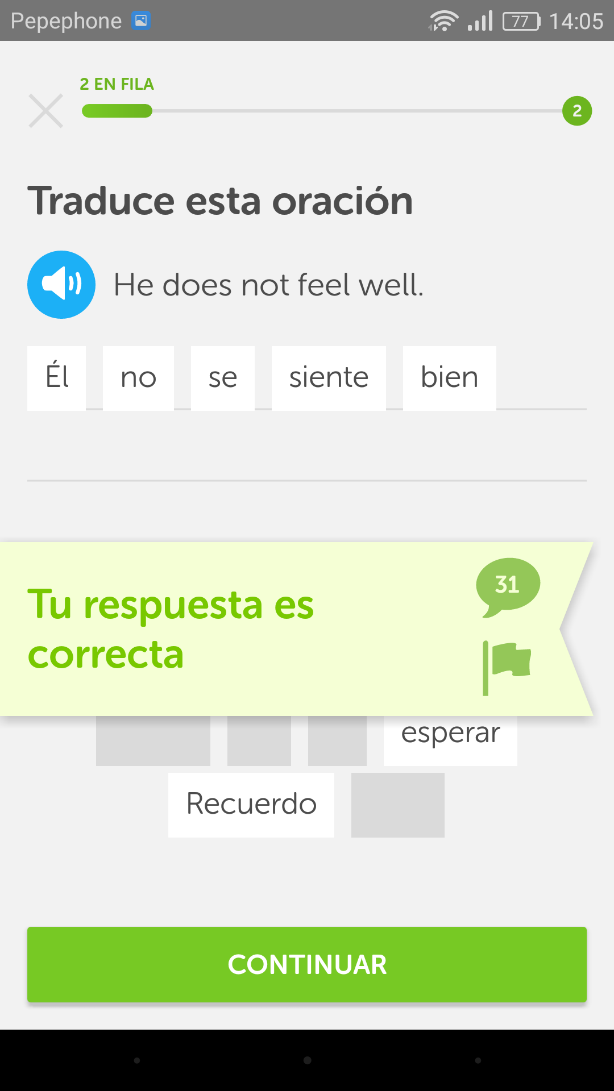 Pepephone 77 14:05
2 EN FILA
2
Traduce esta oración
He does not feel well.
Él no se siente bien
Tu respuesta es
correcta
31
esperar
Recuerdo
CONTINUAR